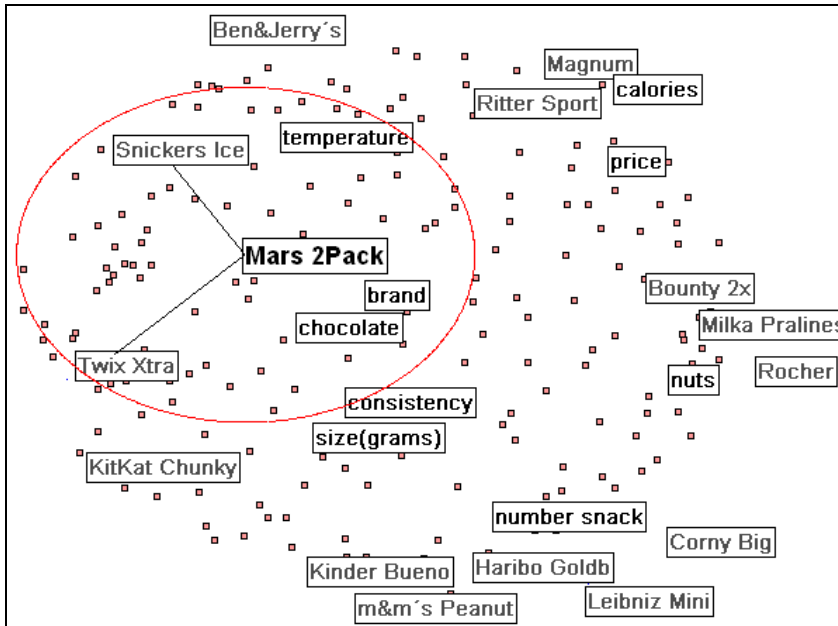 Ben&Jerry´s
Magnum
calories
Ritter Sport
temperature
Snickers Ice
price
Mars 2Pack
brand
Bounty 2x
chocolate
Milka Pralines
Twix Xtra
Rocher
nuts
consistency
size(grams)
KitKat Chunky
number snack
Corny Big
Kinder Bueno
Haribo Goldb
m&m´s Peanut
Leibniz Mini